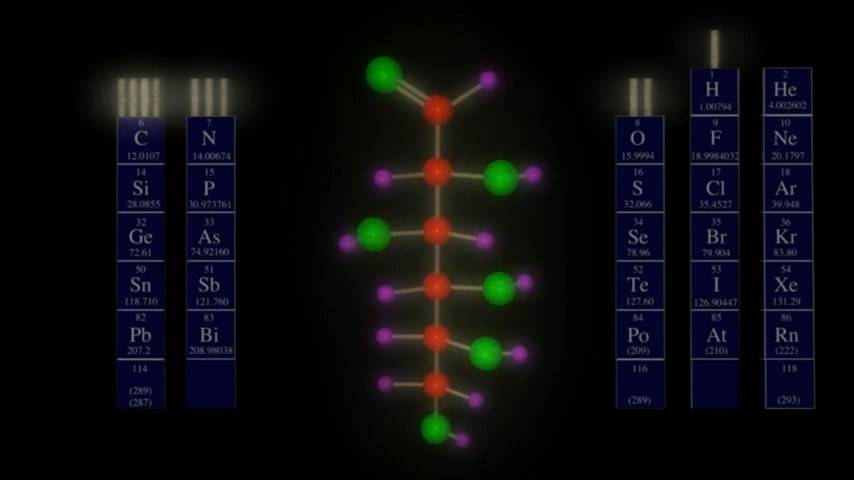 6
C
12.0107
14
Si
28.0855
32
Ge
72.61
50
Sn
118.710
82
Pb
207.2
114
(289)
(287)
7
N
14.00674
15
P
30.973761
33
As
74.92160
51
Sb
121.760
83
Bi
208.98038
8
O
15.9994
16
S
32.066
34
Se
78.96
52
Te
127.60
84
Po
(209)
116
(289)
1
H
1.00794
9
F
18.9984032
17
Cl
35.4527
35
Br
79.904
53
I
126.90447
85
At
(210)
2
He
4.002602
10
Ne
20.1797
18
Ar
39.948
36
Kr
83.80
54
Xe
131.29
86
Rn
(222)
118
(293)